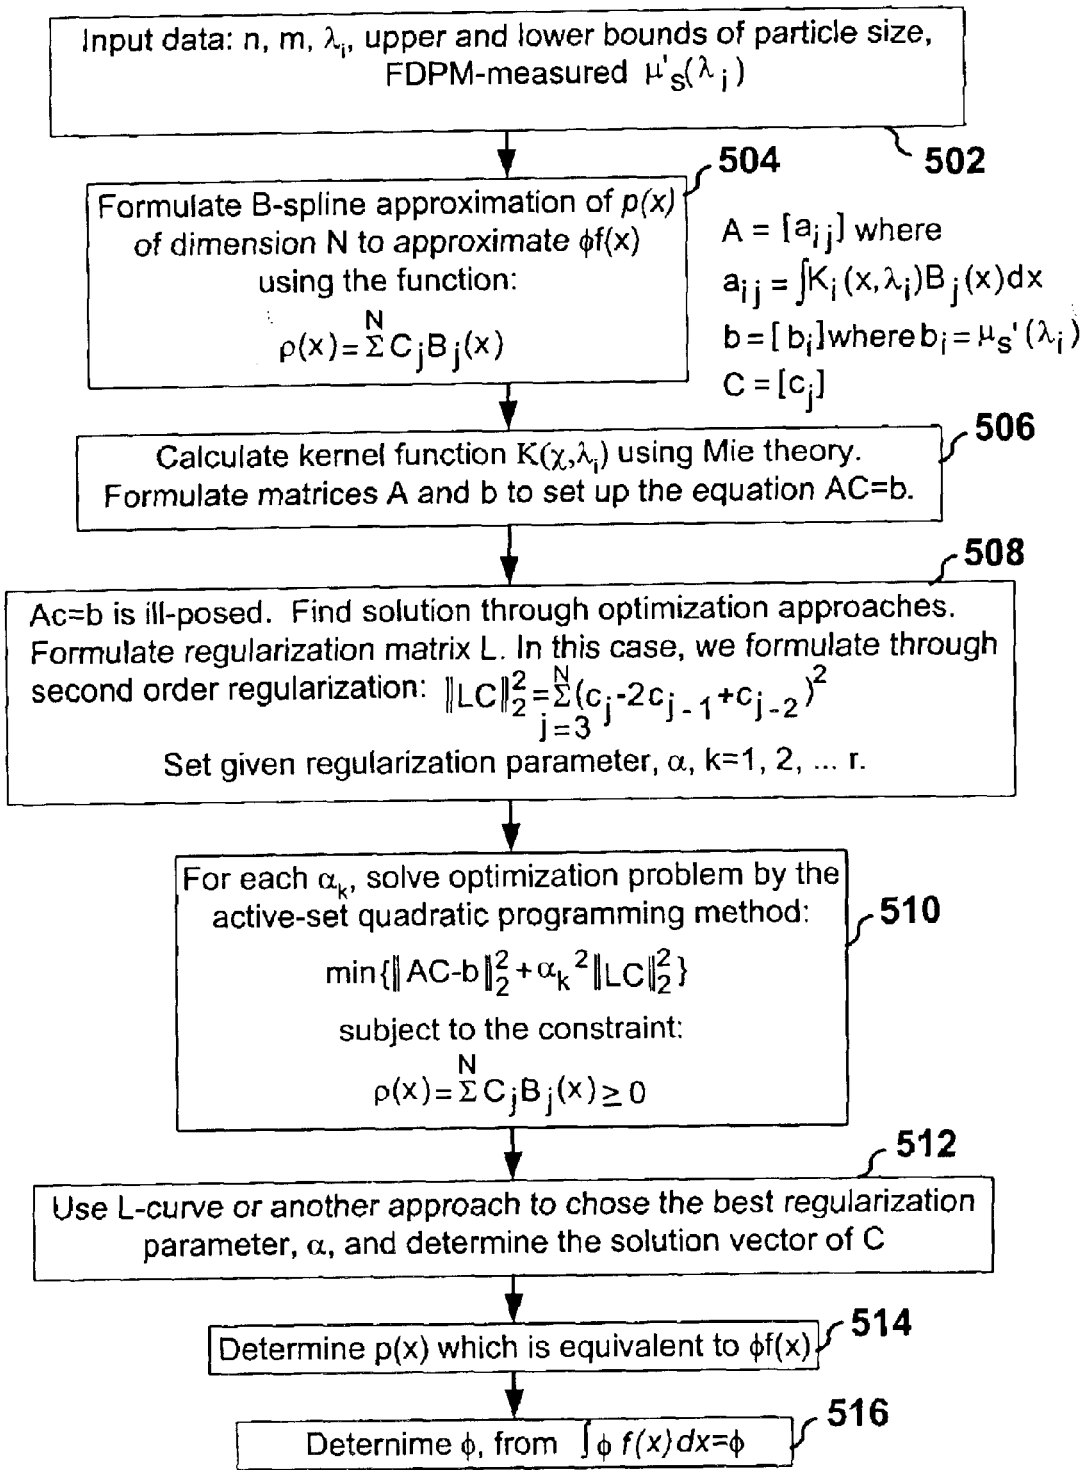 Input data: n, m, λi, upper and lower bounds of particle size,
FDPM-measured μ's(λj)
502
504
Formulate B-spline approximation of p(x)
of dimension N to approximate ϕf(x)
using the function:
N
ρ(x)=ΣCjBj(x)
A = [aij] where
aij = ∫Ki(x,λi)Bj(x)dx
b=[bi]where bi=μs'(λi)
C = [cj]
506
Calculate kernel function K(χ,λi) using Mie theory.
Formulate matrices A and b to set up the equation AC=b.
508
Ac=b is ill-posed. Find solution through optimization approaches.
Formulate regularization matrix L. In this case, we formulate through
second order regularization: ‖LC‖²₂=Σ(cj-2cj-1+cj-2)²
N
j=3
Set given regularization parameter, α, k=1, 2, ... r.
For each αk, solve optimization problem by the
active-set quadratic programming method:
510
min{‖AC-b‖²₂+αk²‖LC‖²₂}
subject to the constraint:
N
ρ(x)=ΣCjBj(x)≥0
512
Use L-curve or another approach to chose the best regularization
parameter, α, and determine the solution vector of C
514
Determine p(x) which is equivalent to ϕf(x)
516
Deternime ϕ, from ∫ϕ f(x)dx=ϕ